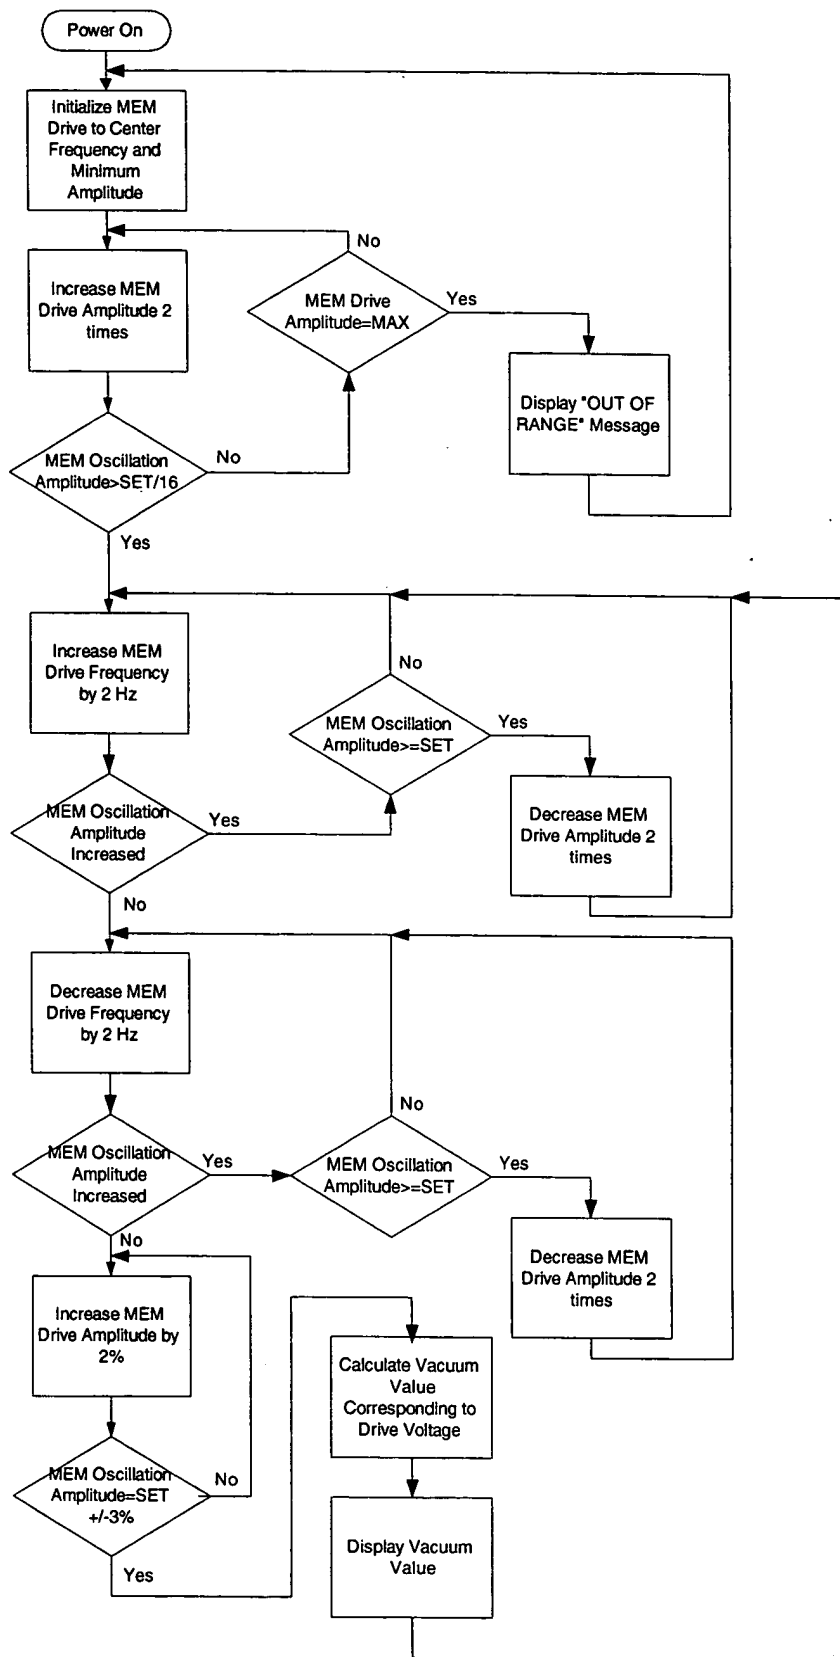 Power On
Initialize MEM
Drive to Center
Frequency and
Minimum
Amplitude
No
Increase MEM
Drive Amplitude 2
times
MEM Drive
Amplitude=MAX
Yes
Display "OUT OF
RANGE" Message
MEM Oscillation
Amplitude>SET/16
No
Yes
Increase MEM
Drive Frequency
by 2 Hz
No
MEM Oscillation
Amplitude>=SET
Yes
MEM Oscillation
Amplitude
Increased
Yes
Decrease MEM
Drive Amplitude 2
times
No
Decrease MEM
Drive Frequency
by 2 Hz
No
MEM Oscillation
Amplitude
Increased
Yes
MEM Oscillation
Amplitude>=SET
Yes
No
Decrease MEM
Drive Amplitude 2
times
Increase MEM
Drive Amplitude by
2%
Calculate Vacuum
Value
Corresponding to
Drive Voltage
MEM Oscillation
Amplitude=SET
+/-3%
No
Yes
Display Vacuum
Value